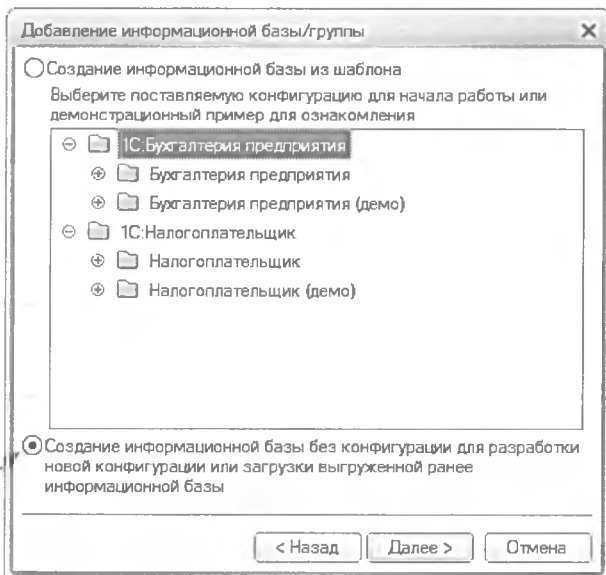 Добавление информационной базы/группы
Создание информационной базы из шаблона
Выберите поставляемую конфигурацию для начала работы или
демонстрационный пример для ознакомления
1С:Бухгалтерия предприятия
Бухгалтерия предприятия
Бухгалтерия предприятия (демо)
1С:Налогоплательщик
Налогоплательщик
Налогоплательщик (демо)
Создание информационной базы без конфигурации для разработки
новой конфигурации или загрузки выгруженной ранее
информационной базы
< Назад Далее > Отмена